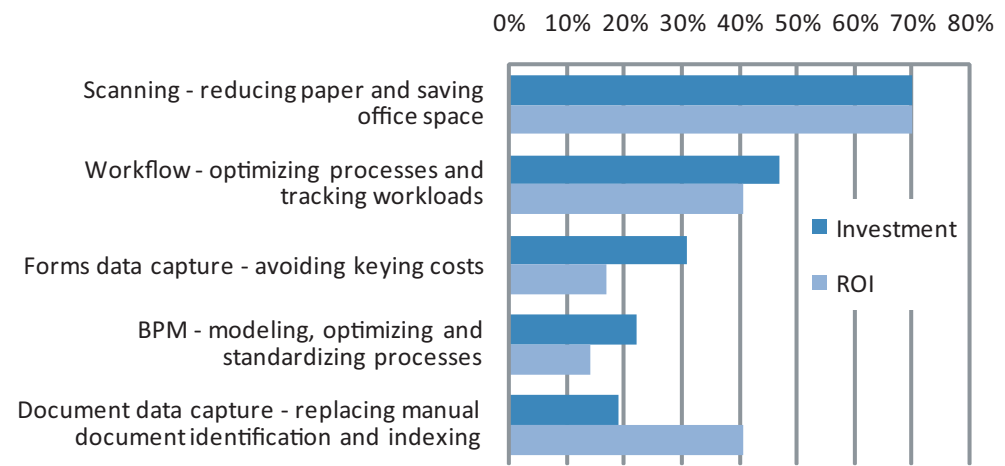 0% 10% 20% 30% 40% 50% 60% 70% 80%
Scanning - reducing paper and saving
office space
Workflow - optimizing processes and
tracking workloads
Forms data capture - avoiding keying costs
BPM - modeling, optimizing and
standardizing processes
Document data capture - replacing manual
document identification and indexing
Investment
ROI